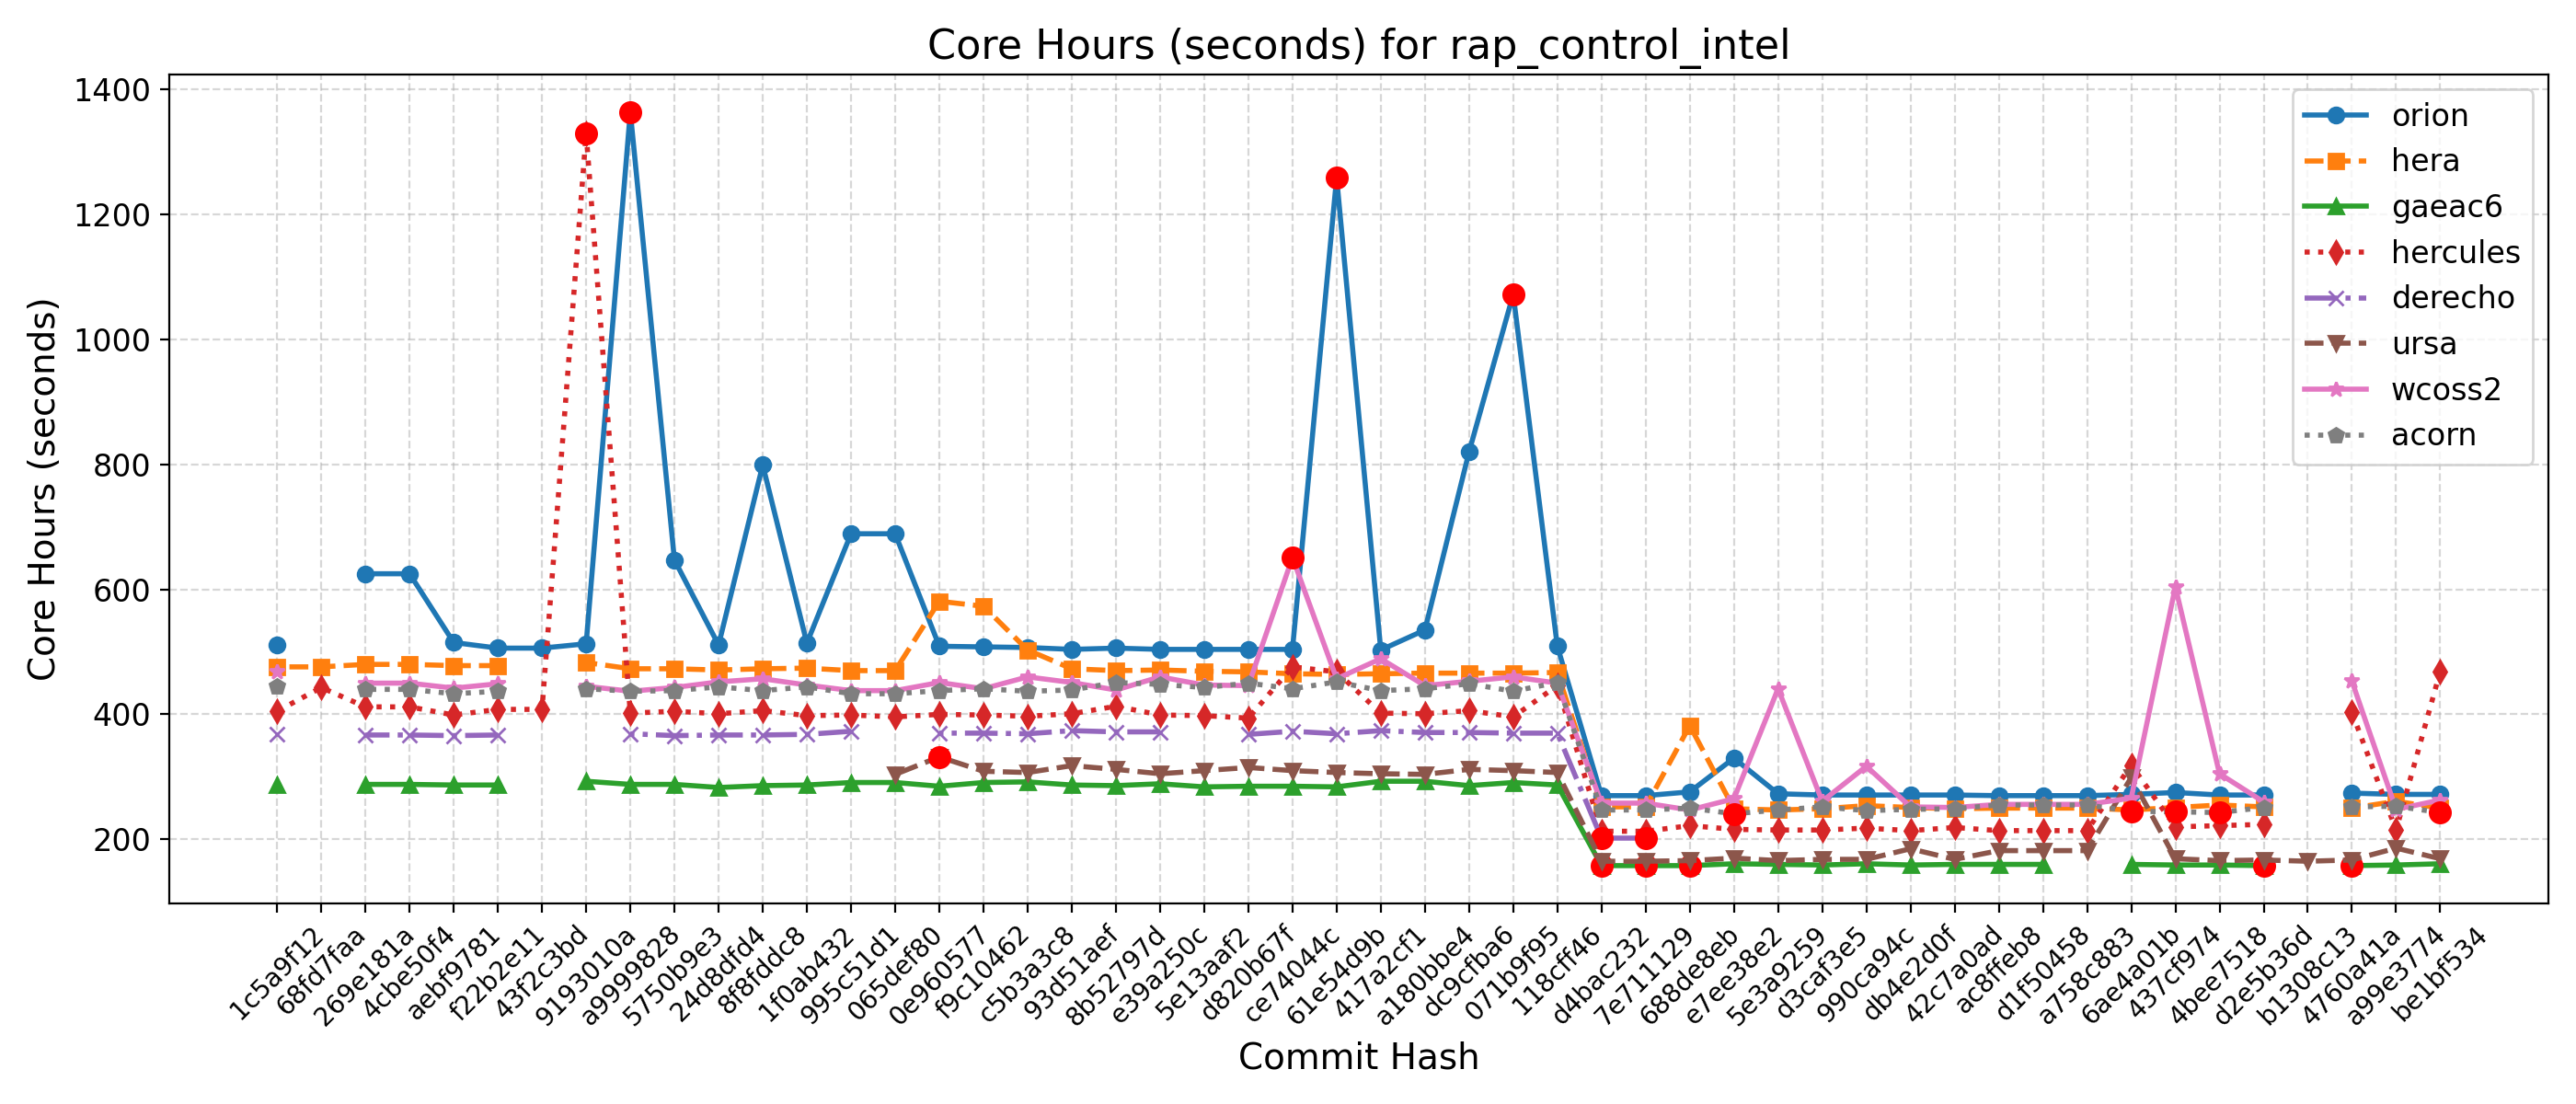 Core Hours (seconds) for rap_control_intel
Core Hours (seconds)
1400
1200
1000
800
600
400
200
orion
hera
gaeac6
hercules
derecho
ursa
wcoss2
acorn
1c5a9f12
68fd7faa
269e181a
4cbe50f4
aebf9781
f22b2e11
43f2c3bd
9193010a
a9999828
5750b9e3
24d8dfd4
8f8fddc8
1f0ab432
995c51d1
065def80
0e960577
f9c10462
c5b3a3c8
93d51aef
8b52797d
e39a250c
5e13aaf2
d820b67f
ce74044c
61e54d9b
417a2cf1
a180bbe4
dc9cfba6
071b9f95
118cff46
d4bac232
7e711129
688de8eb
e7ee38e2
5e3a9259
d3caf3e5
990ca94c
db4e2d0f
42c7a0ad
ac8ffeb8
d1f50458
a758c883
6ae4a01b
437cf974
4bee7518
d2e5b36d
b1308c13
4760a41a
a99e3774
be1bf534
Commit Hash